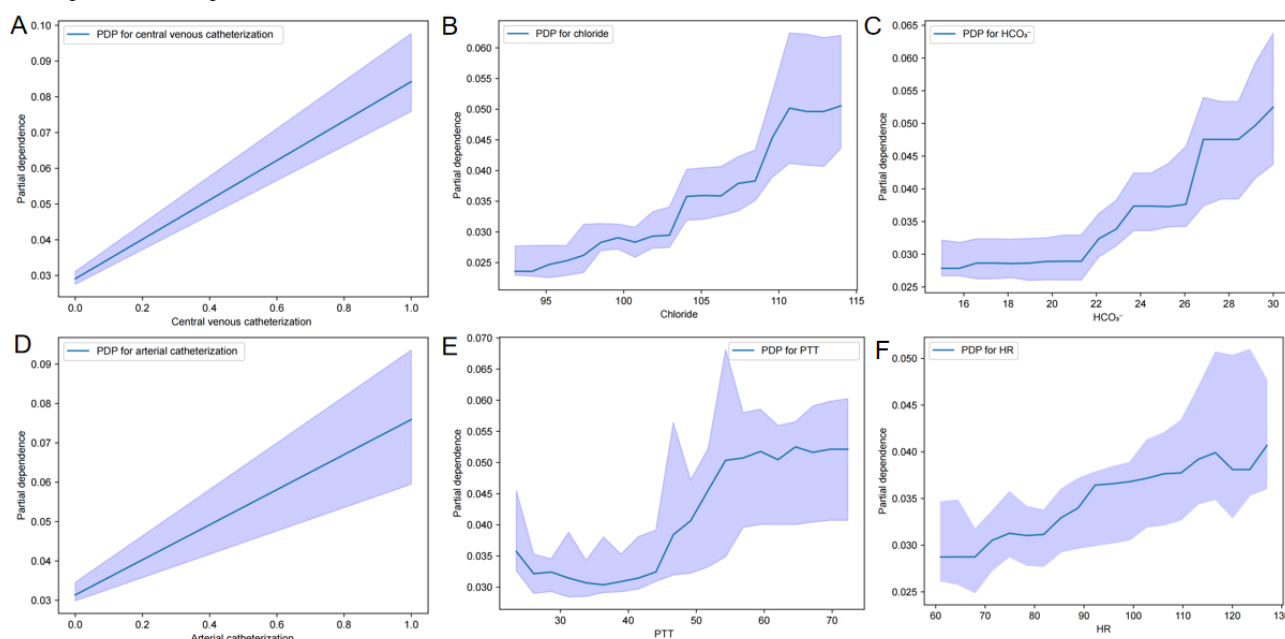 A
PDP for central venous catheterization
Partial dependence
0.10
0.09
0.08
0.07
0.06
0.05
0.04
0.03
0.0 0.2 0.4 0.6 0.8 1.0
Central venous catheterization
B
PDP for chloride
Partial dependence
0.060
0.055
0.050
0.045
0.040
0.035
0.030
0.025
95 100 105 110 115
Chloride
C
PDP for HCO₃⁻
Partial dependence
0.065
0.060
0.055
0.050
0.045
0.040
0.035
0.030
0.025
16 18 20 22 24 26 28 30
HCO₃⁻
D
PDP for arterial catheterization
Partial dependence
0.09
0.08
0.07
0.06
0.05
0.04
0.03
0.0 0.2 0.4 0.6 0.8 1.0
Arterial catheterization
E
PDP for PTT
Partial dependence
0.070
0.065
0.060
0.055
0.050
0.045
0.040
0.035
0.030
30 40 50 60 70
PTT
F
PDP for HR
Partial dependence
0.050
0.045
0.040
0.035
0.030
0.025
60 70 80 90 100 110 120 130
HR